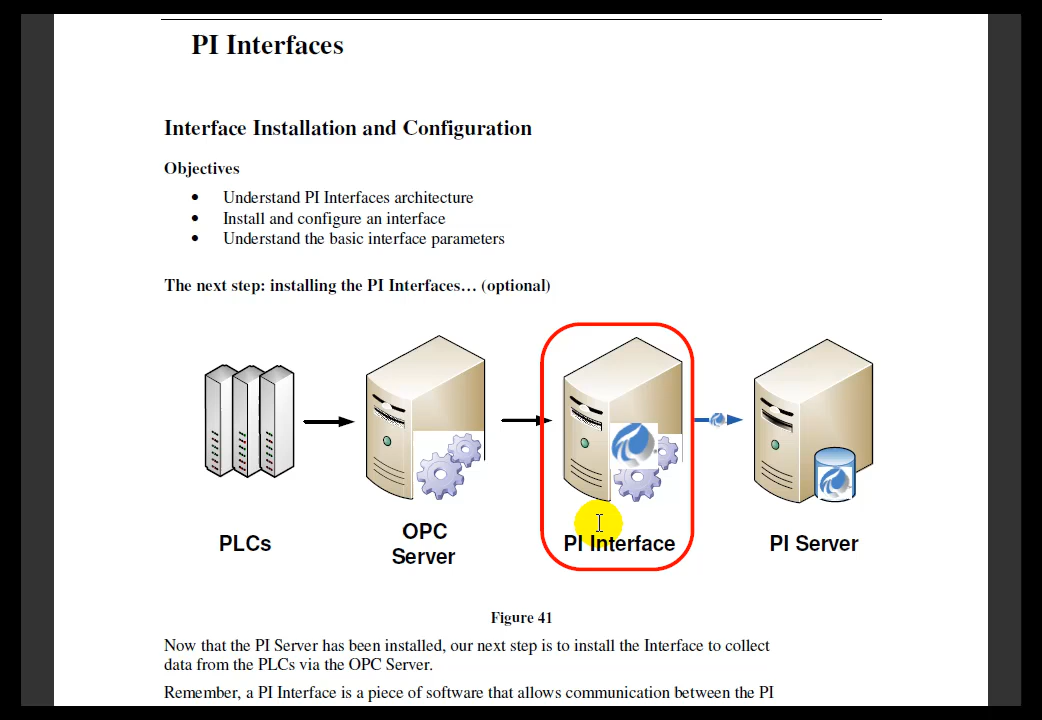 PI Interfaces
Interface Installation and Configuration
Objectives
• Understand PI Interfaces architecture
• Install and configure an interface
• Understand the basic interface parameters
The next step: installing the PI Interfaces… (optional)
PLCs
OPC
Server
PI Interface
PI Server
Figure 41
Now that the PI Server has been installed, our next step is to install the Interface to collect
data from the PLCs via the OPC Server.
Remember, a PI Interface is a piece of software that allows communication between the PI